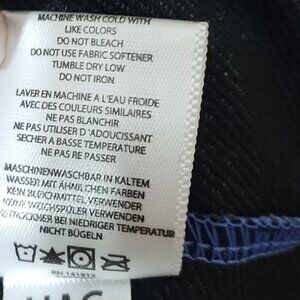 MACHINE WASH COLD WITH
LIKE COLORS
DO NOT BLEACH
DO NOT USE FABRIC SOFTENER
TUMBLE DRY LOW
DO NOT IRON
LAVER EN MACHINE A L'EAU FROIDE
AVEC DES COULEURS SIMILAIRES
NE PAS BLANCHIR
NE PAS UTILISER D'ADOUCISSANT
SECHER A BASSE TEMPERATURE
NE PAS RE PASSER
MASCHINENWASCHBAR IN KALTEM
WASSER MIT ÄHNLICHEN FARBEN
KEIN BLEICHMITTEL VERWENDEN
KEINE WEICHSPÜLER VERWENDEN
TROCKNER BEI NIEDRIGER TEMPERATUR
NICHT BÜGELN
RN 141912